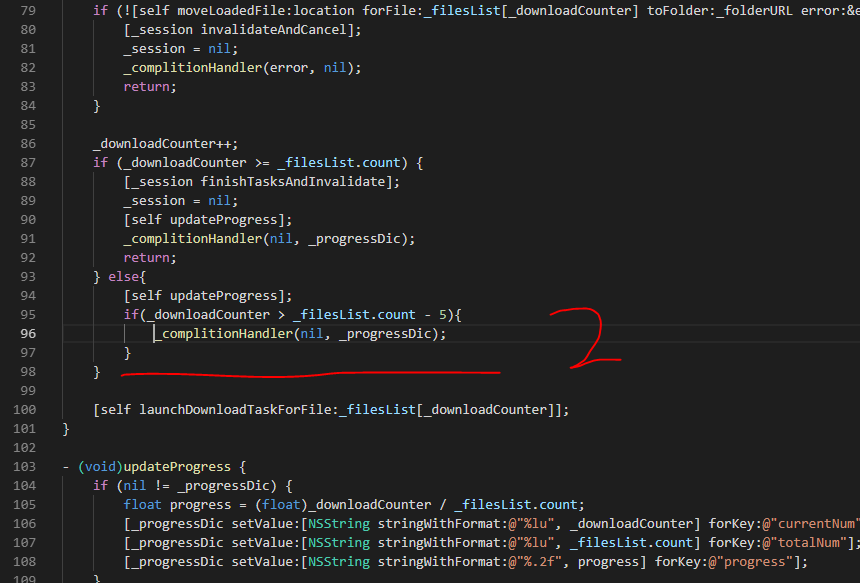 79 if (![self moveLoadedFile:location forFile:_filesList[_downloadCounter] toFolder:_folderURL error:&e
80 [_session invalidateAndCancel];
81 _session = nil;
82 _complitionHandler(error, nil);
83 return;
84 }
85
86 _downloadCounter++;
87 if (_downloadCounter >= _filesList.count) {
88 [_session finishTasksAndInvalidate];
89 _session = nil;
90 [self updateProgress];
91 _complitionHandler(nil, _progressDic);
92 return;
93 } else{
94 [self updateProgress];
95 if(_downloadCounter > _filesList.count - 5){
96 _complitionHandler(nil, _progressDic);
97 }
98 }
2
99
100 [self launchDownloadTaskForFile:_filesList[_downloadCounter]];
101 }
102
103 - (void)updateProgress {
104 if (nil != _progressDic) {
105 float progress = (float)_downloadCounter / _filesList.count;
106 [_progressDic setValue:[NSString stringWithFormat:@"%lu", _downloadCounter] forKey:@"currentNum"
107 [_progressDic setValue:[NSString stringWithFormat:@"%lu", _filesList.count] forKey:@"totalNum"];
108 [_progressDic setValue:[NSString stringWithFormat:@"%.2f", progress] forKey:@"progress"];
109 }